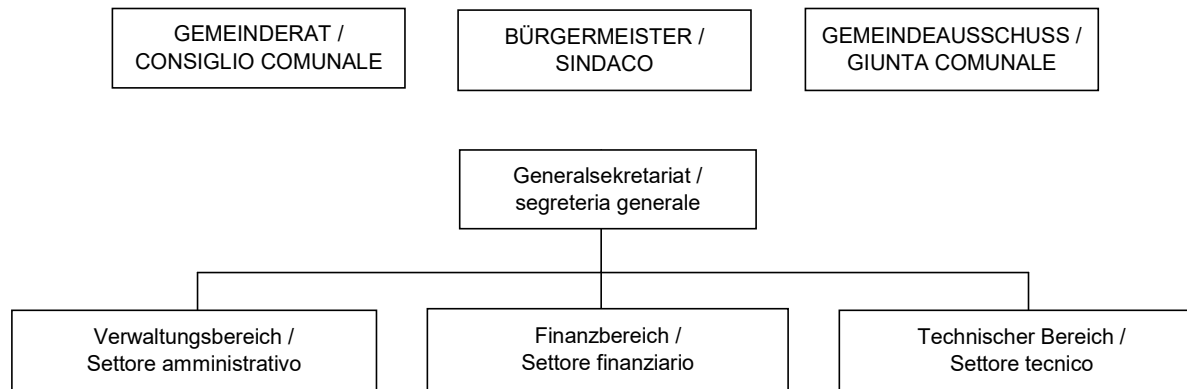 GEMEINDERAT /
CONSIGLIO COMUNALE
BÜRGERMEISTER /
SINDACO
GEMEINDEAUSSCHUSS /
GIUNTA COMUNALE
Generalsekretariat /
segreteria generale
Verwaltungsbereich /
Settore amministrativo
Finanzbereich /
Settore finanziario
Technischer Bereich /
Settore tecnico